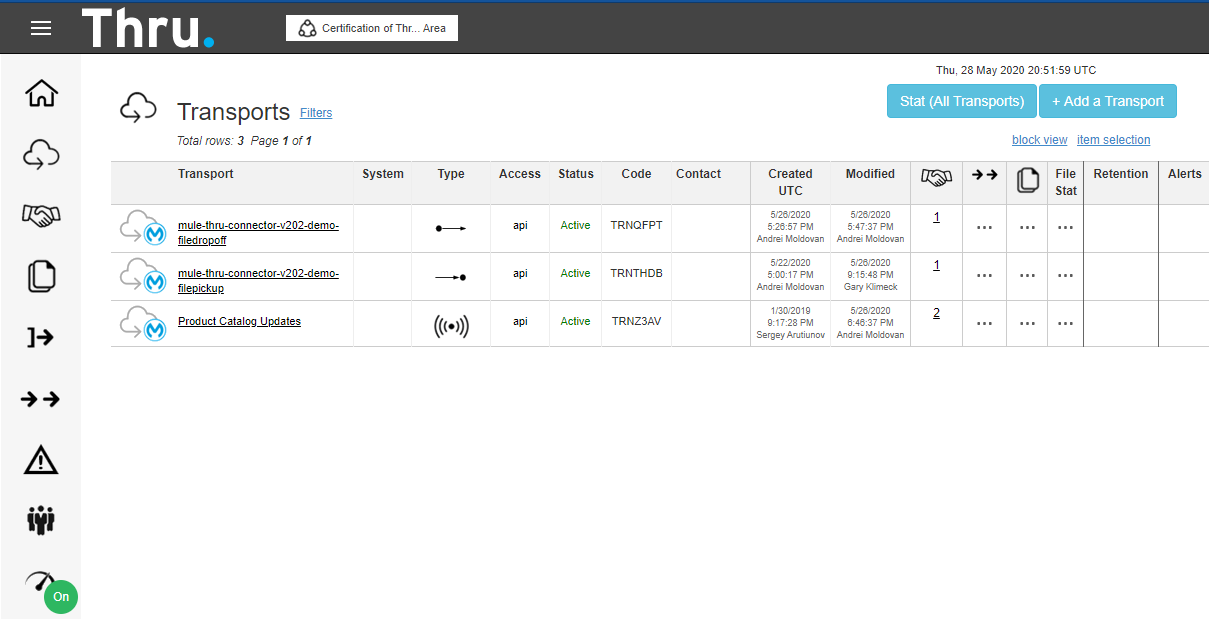 Thru.
Certification of Thr... Area
Thu, 28 May 2020 20:51:59 UTC
Transports Filters
Stat (All Transports) + Add a Transport
Total rows: 3 Page 1 of 1
block view item selection
Transport System Type Access Status Code Contact Created UTC Modified File Stat Retention Alerts
mule-thru-connector-v202-demo-
filedropoff
api Active TRNQFPT
5/26/2020
5:26:57 PM
Andrei Moldovan
5/26/2020
5:47:37 PM
Andrei Moldovan
1 ... ... ...
mule-thru-connector-v202-demo-
filepickup
api Active TRNTHDB
5/22/2020
5:00:17 PM
Andrei Moldovan
5/26/2020
9:15:48 PM
Gary Klimeck
1 ... ... ...
Product Catalog Updates
api Active TRNZ3AV
1/30/2019
9:17:28 PM
Sergey Arutiunov
5/26/2020
6:46:37 PM
Andrei Moldovan
2 ... ... ...
On